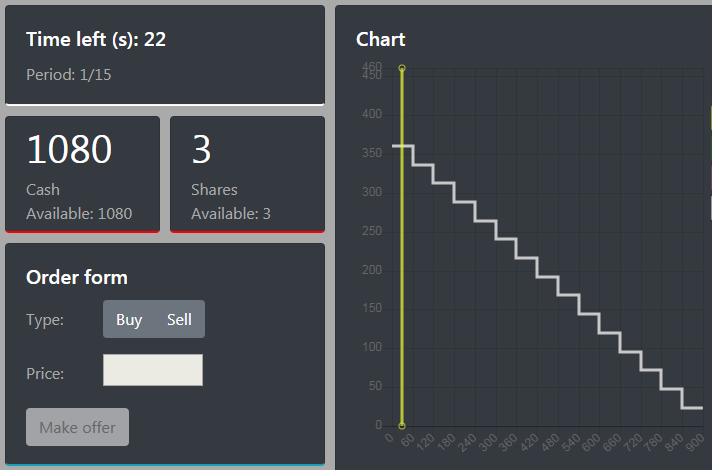 Time left (s): 22
Period: 1/15
1080
Cash
Available: 1080
3
Shares
Available: 3
Order form
Type:
Buy
Sell
Price:
Make offer
Chart
460
450
400
350
300
250
200
150
100
50
0
0
60
120
180
240
300
360
420
480
540
600
660
720
780
840
900